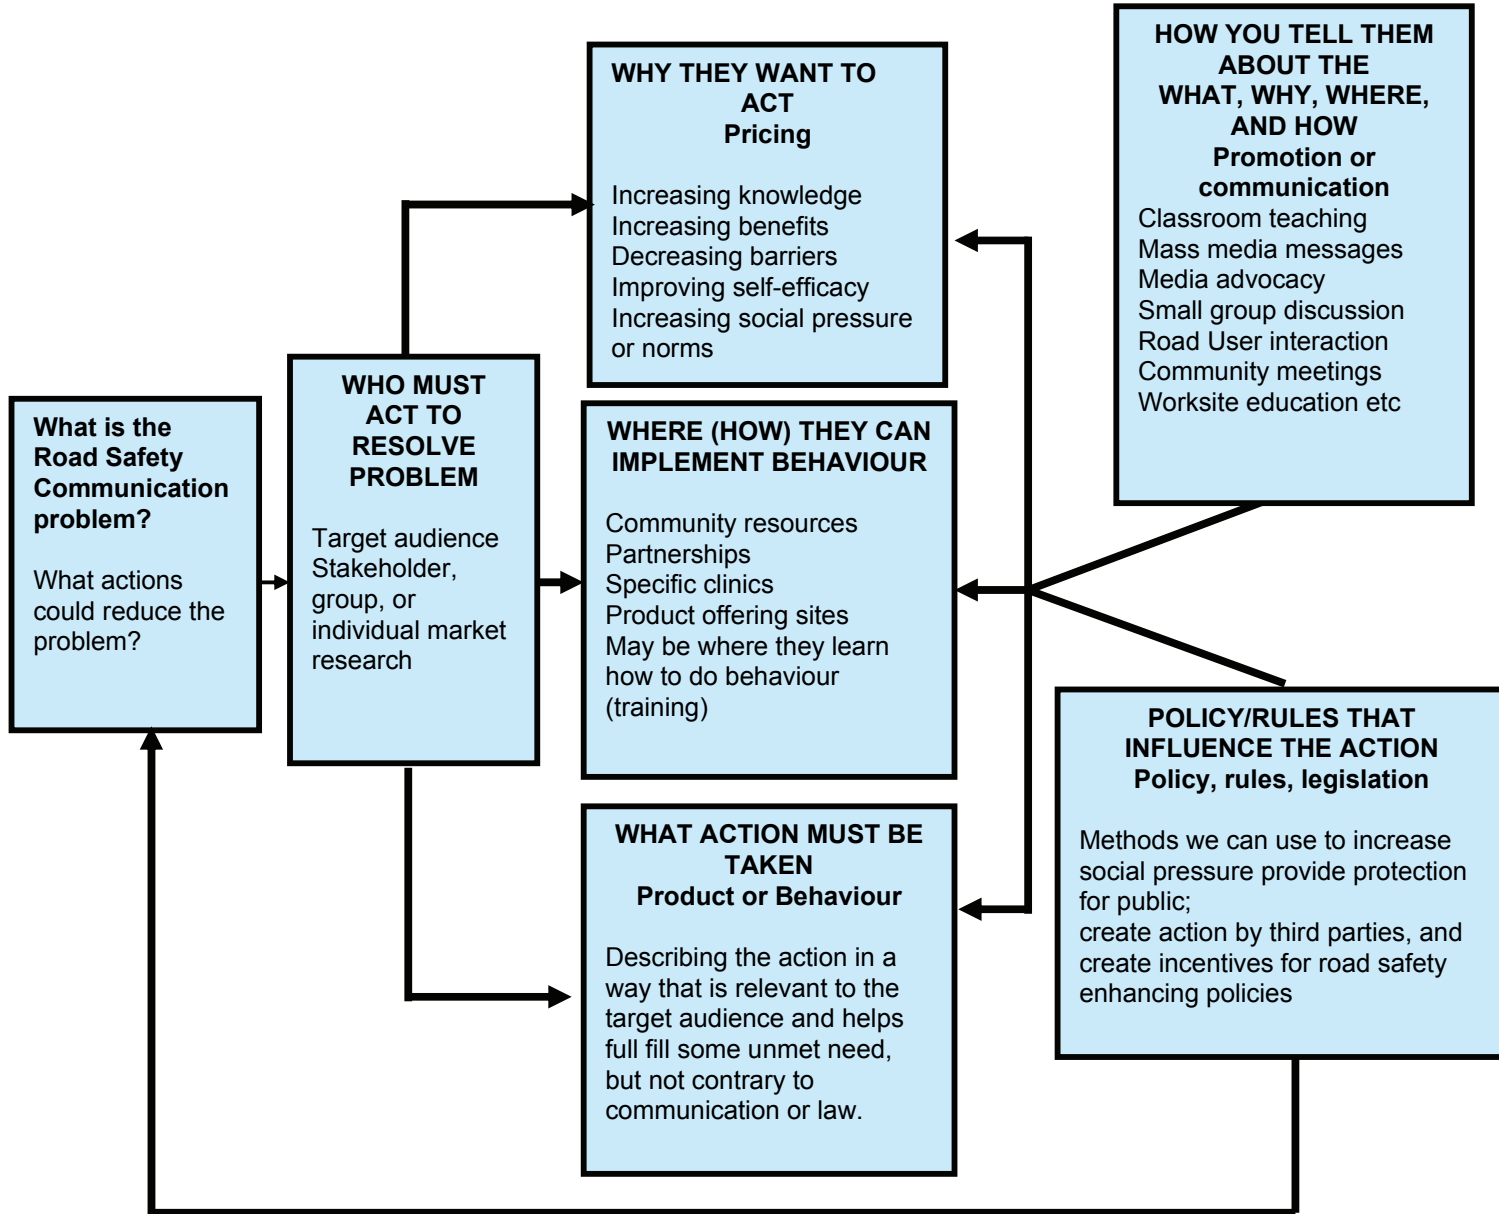 What is the
Road Safety
Communication
problem?
What actions
could reduce the
problem?
WHO MUST
ACT TO
RESOLVE
PROBLEM
Target audience
Stakeholder,
group, or
individual market
research
WHY THEY WANT TO
ACT
Pricing
Increasing knowledge
Increasing benefits
Decreasing barriers
Improving self-efficacy
Increasing social pressure
or norms
WHERE (HOW) THEY CAN
IMPLEMENT BEHAVIOUR
Community resources
Partnerships
Specific clinics
Product offering sites
May be where they learn
how to do behaviour
(training)
WHAT ACTION MUST BE
TAKEN
Product or Behaviour
Describing the action in a
way that is relevant to the
target audience and helps
full fill some unmet need,
but not contrary to
communication or law.
HOW YOU TELL THEM
ABOUT THE
WHAT, WHY, WHERE,
AND HOW
Promotion or
communication
Classroom teaching
Mass media messages
Media advocacy
Small group discussion
Road User interaction
Community meetings
Worksite education etc
POLICY/RULES THAT
INFLUENCE THE ACTION
Policy, rules, legislation
Methods we can use to increase
social pressure provide protection
for public;
create action by third parties, and
create incentives for road safety
enhancing policies